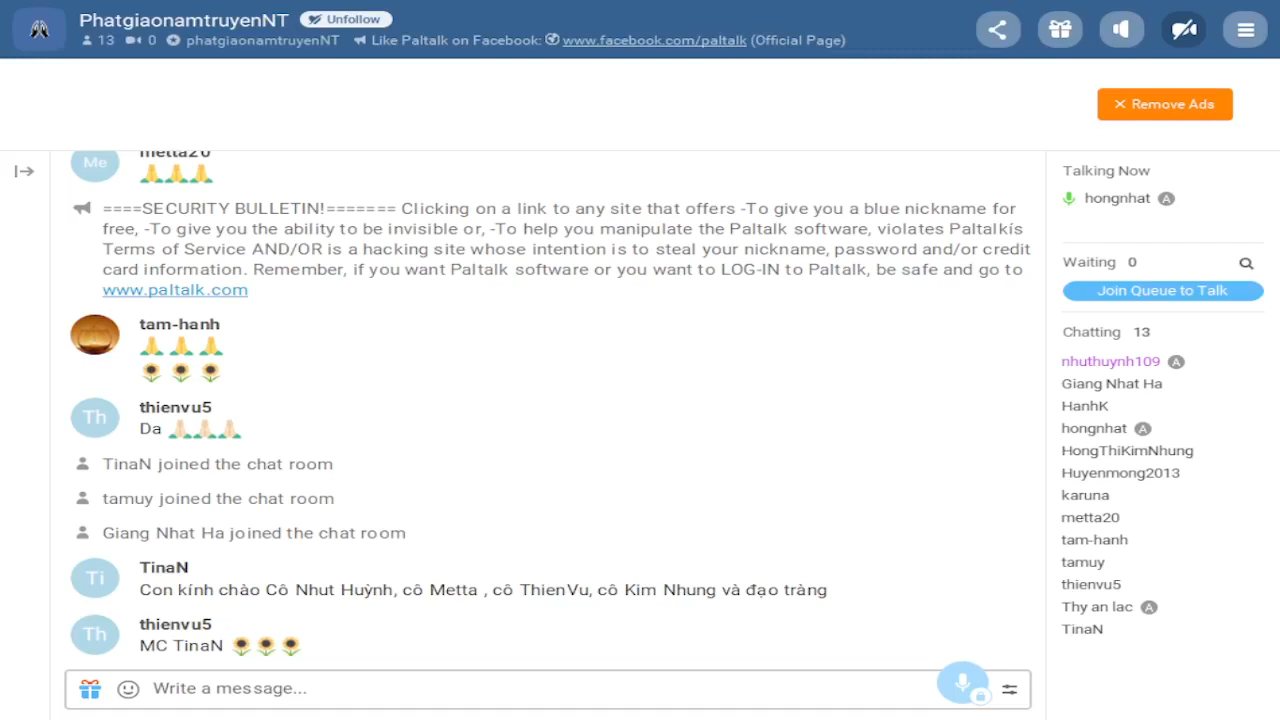 PhatgiaonamtruyenNT Unfollow
13 0 phatgiaonamtruyenNT Like Paltalk on Facebook: www.facebook.com/paltalk (Official Page)
Remove Ads
Me metta20
====SECURITY BULLETIN!======= Clicking on a link to any site that offers -To give you a blue nickname for
free, -To give you the ability to be invisible or, -To help you manipulate the Paltalk software, violates Paltalkís
Terms of Service AND/OR is a hacking site whose intention is to steal your nickname, password and/or credit
card information. Remember, if you want Paltalk software or you want to LOG-IN to Paltalk, be safe and go to
www.paltalk.com
tam-hanh
Th thienvu5
Da
TinaN joined the chat room
tamuy joined the chat room
Giang Nhat Ha joined the chat room
Ti TinaN
Con kính chào Cô Nhut Huỳnh, cô Metta , cô ThienVu, cô Kim Nhung và đạo tràng
Th thienvu5
MC TinaN
Write a message...
Talking Now
hongnhat A
Waiting 0
Join Queue to Talk
Chatting 13
nhuthuynh109 A
Giang Nhat Ha
HanhK
hongnhat A
HongThiKimNhung
Huyenmong2013
karuna
metta20
tam-hanh
tamuy
thienvu5
Thy an lac A
TinaN